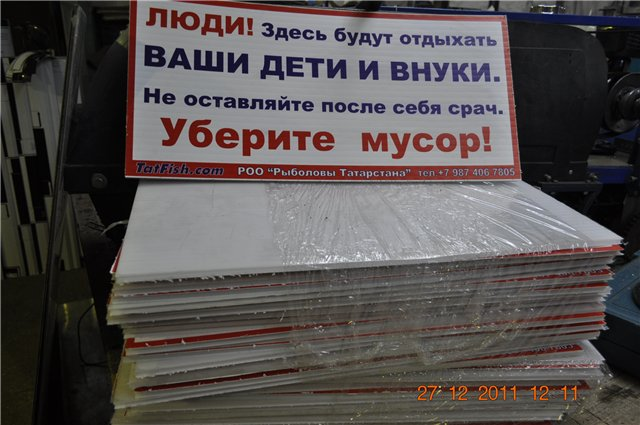 ЛЮДИ! Здесь будут отдыхать
ВАШИ ДЕТИ И ВНУКИ.
Не оставляйте после себя срач.
Уберите мусор!
TatFish.com РОО "Рыболовы Татарстана" тел.+7 987 406 7805
27 12 2011 12 11